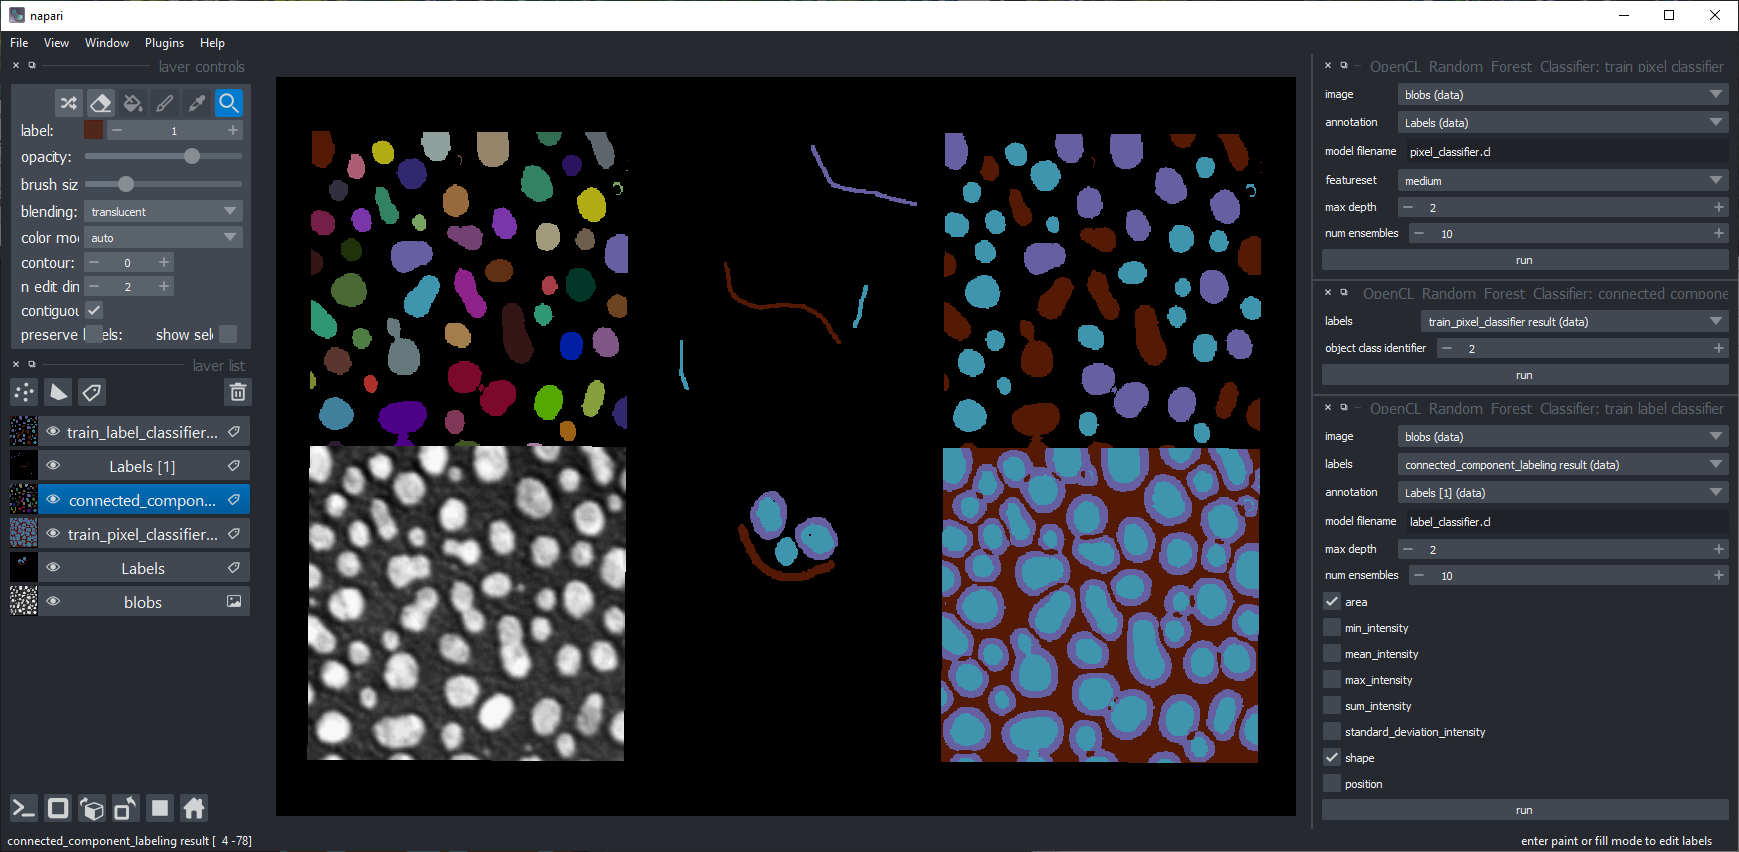 napari
File View Window Plugins Help
layer controls
label: 1
opacity:
brush siz
blending: translucent
color mo auto
contour: 0
n edit din 2
contiguou
preserve l els: show sel
layer list
train_label_classifier...
Labels [1]
connected_compon...
train_pixel_classifier...
Labels
blobs
connected_component_labeling result [ 4 -78]
OpenCL Random Forest Classifier: train pixel classifier
image blobs (data)
annotation Labels (data)
model filename pixel_classifier.cl
featureset medium
max depth 2
num ensembles 10
run
OpenCL Random Forest Classifier: connected compone
labels train_pixel_classifier result (data)
object class identifier 2
run
OpenCL Random Forest Classifier: train label classifier
image blobs (data)
labels connected_component_labeling result (data)
annotation Labels [1] (data)
model filename label_classifier.cl
max depth 2
num ensembles 10
area
min_intensity
mean_intensity
max_intensity
sum_intensity
standard_deviation_intensity
shape
position
run
enter paint or fill mode to edit labels